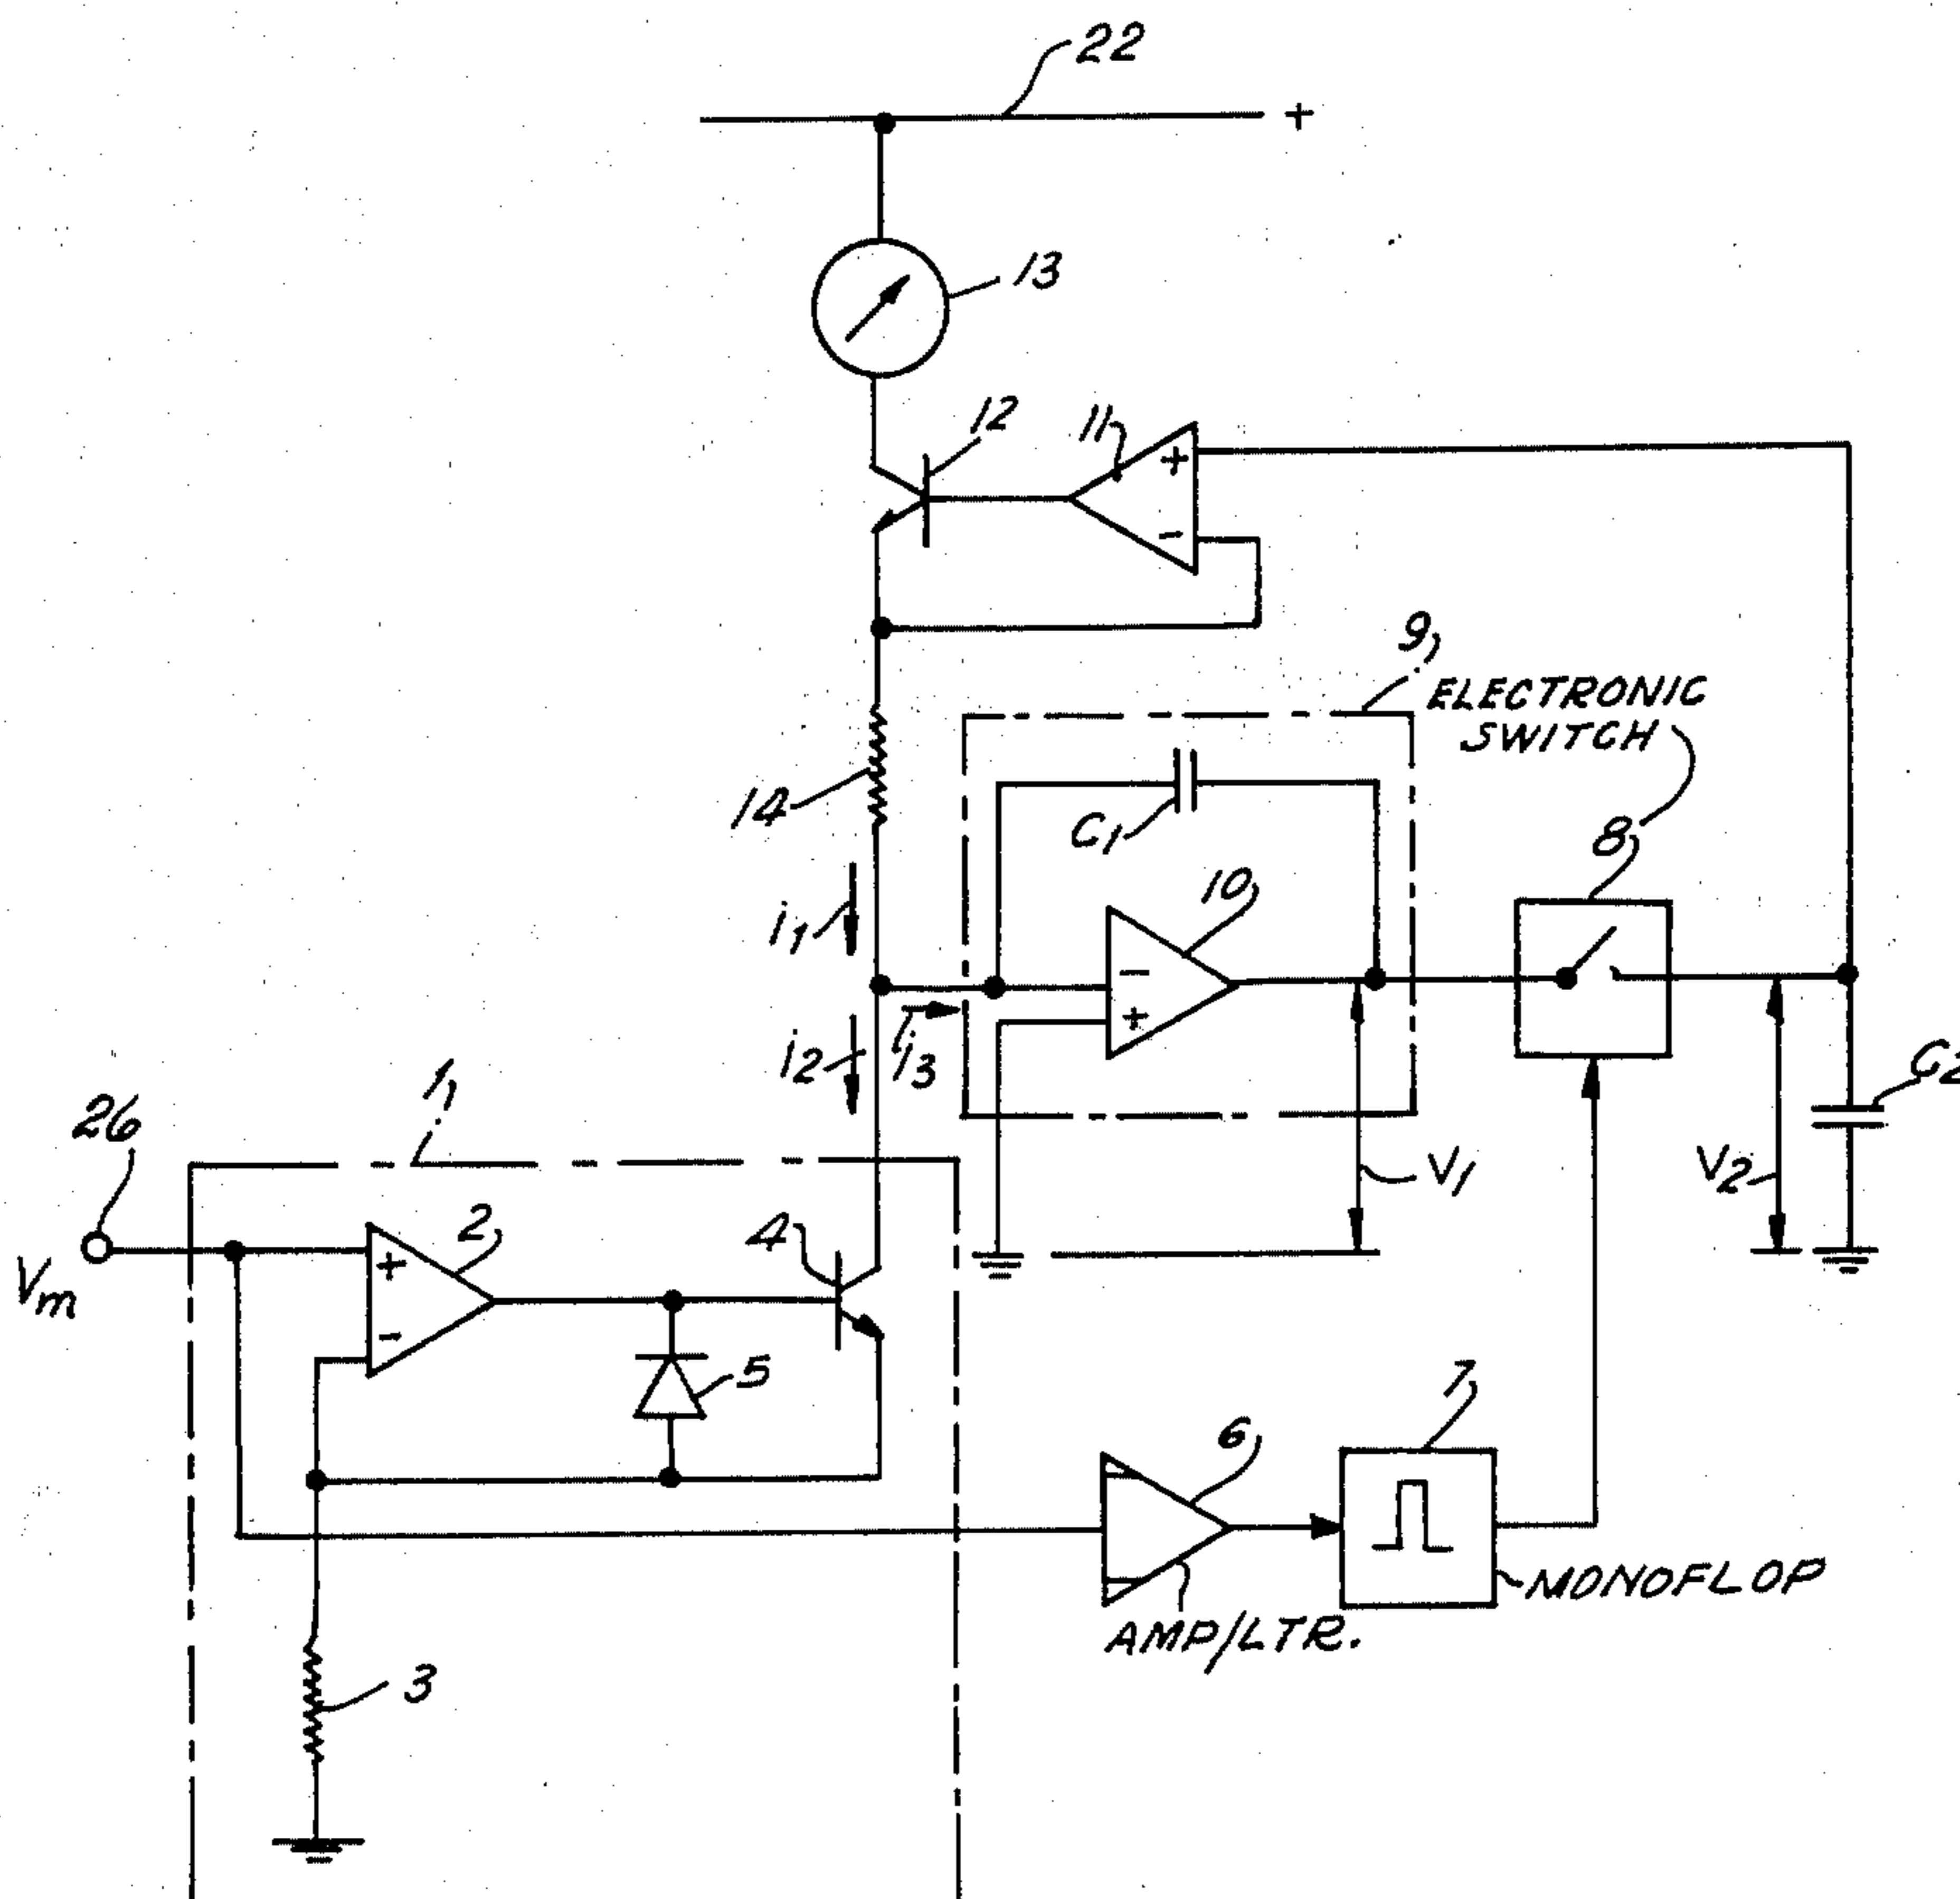 22
+
13
12
11
+
-
9
ELECTRONIC
SWITCH
14
C1
8
10
i1
-
+
i2
i3
C2
1
26
V1
V2
2
4
+
Vm
-
5
7
6
MONOFLOP
AMP/LTR.
3